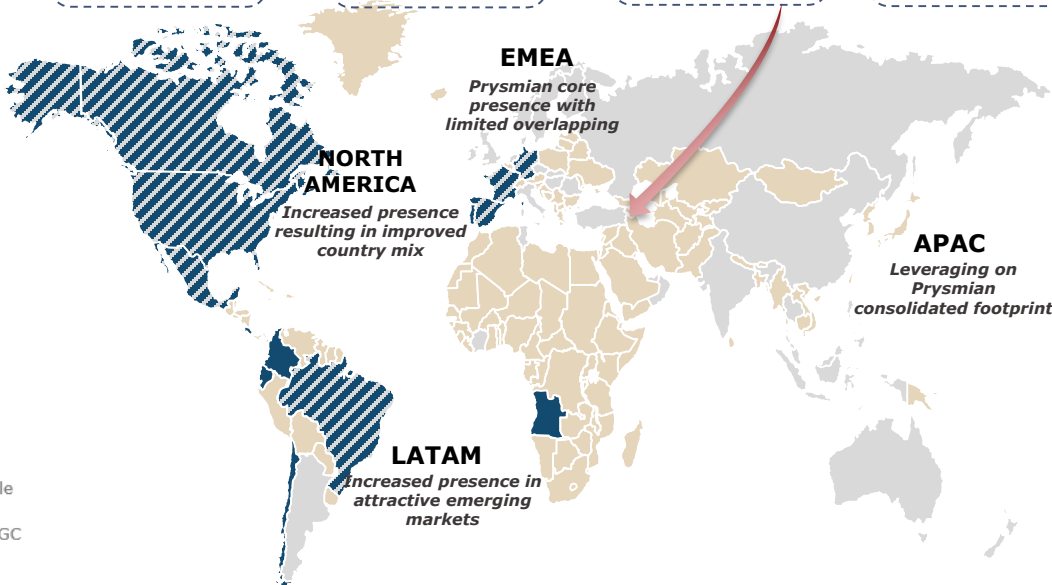 EMEA
Prysmian core
presence with
limited overlapping
NORTH
AMERICA
Increased presence
resulting in improved
country mix
APAC
Leveraging on
Prysmian
consolidated footprint
LATAM
Increased presence in
attractive emerging
markets
GC